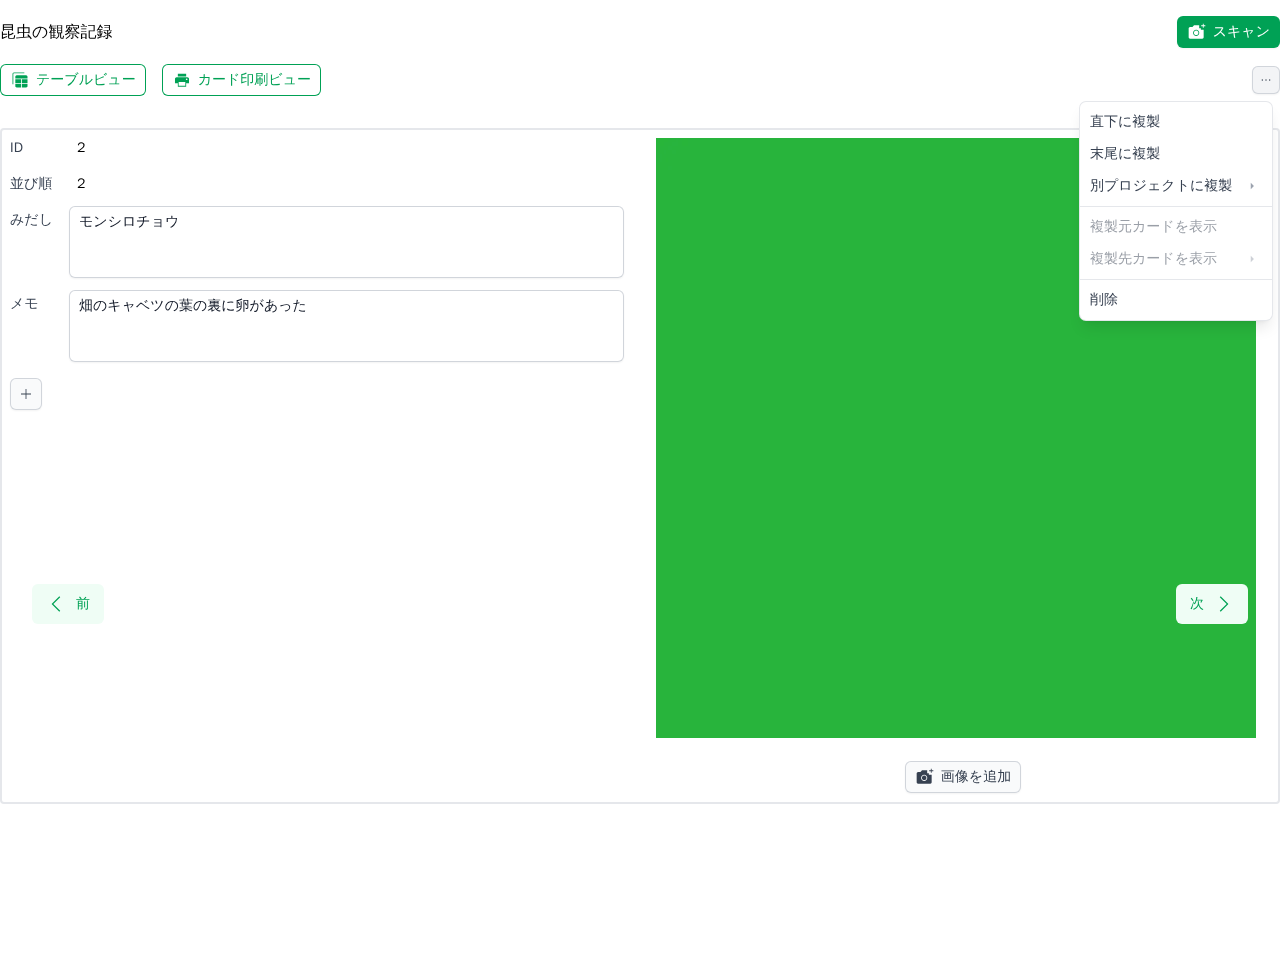 昆虫の観察記録
スキャン
テーブルビュー
カード印刷ビュー
...
直下に複製
末尾に複製
別プロジェクトに複製
複製元カードを表示
複製先カードを表示
削除
ID 2
並び順 2
みだし モンシロチョウ
メモ 畑のキャベツの葉の裏に卵があった
+
前
次
画像を追加